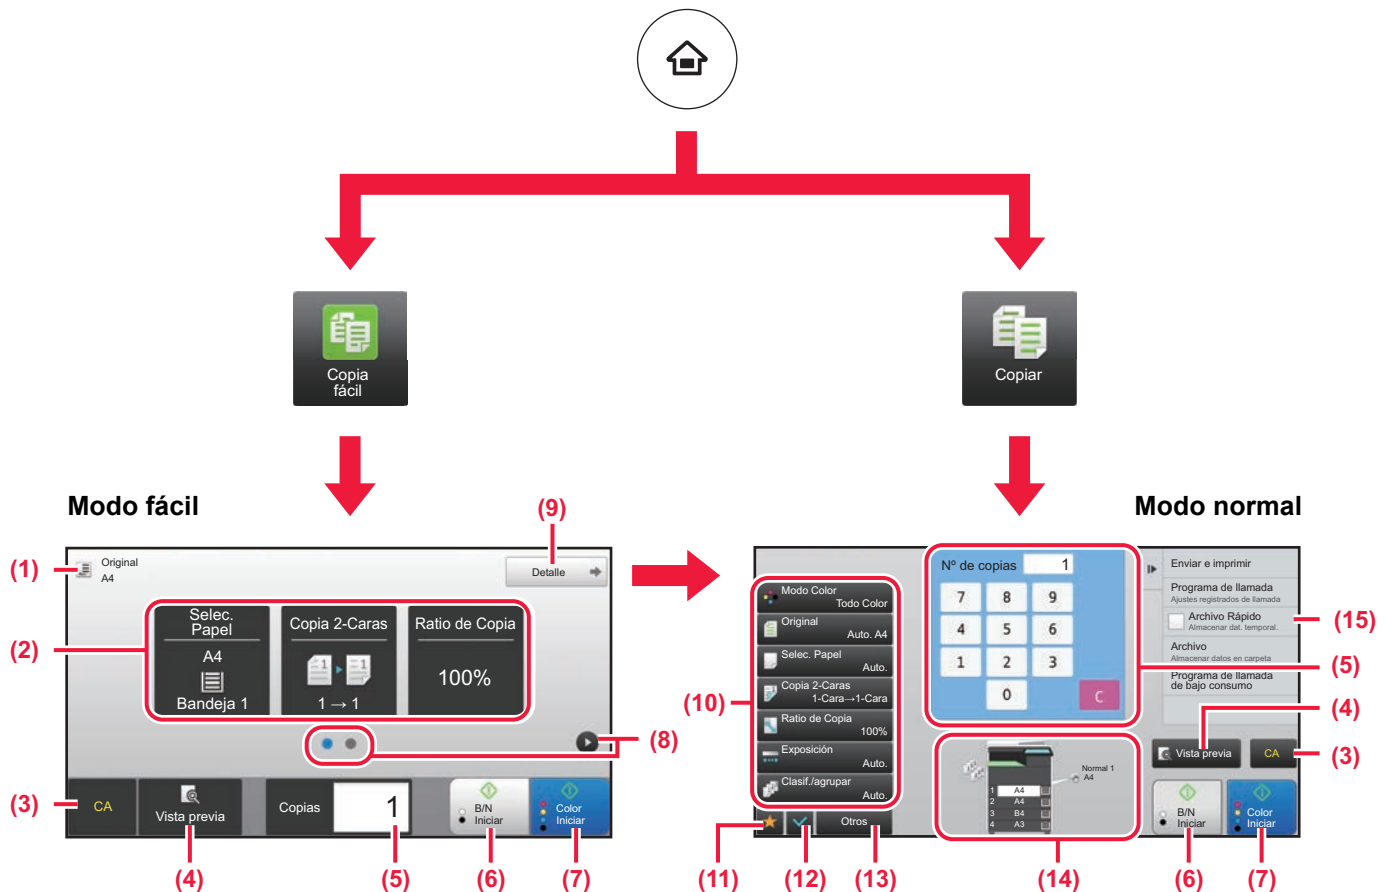 Copia
fácil
Copiar
Modo fácil
(9)
(1)
Original
A4
Detalle
(2)
Selec.
Papel
A4
Bandeja 1
Copia 2-Caras
1 → 1
Ratio de Copia
100%
(8)
(3)
CA
Vista previa
Copias
1
B/N
Iniciar
Color
Iniciar
(4)
(5)
(6)
(7)
Modo normal
(10)
Modo Color
Todo Color
Original
Auto. A4
Selec. Papel
Auto.
Copia 2-Caras
1-Cara→1-Cara
Ratio de Copia
100%
Exposición
Auto.
Clasif./agrupar
Auto.
Otros
Nº de copias
1
7 8 9
4 5 6
1 2 3
0
C
Normal 1
A4
1 A4
2 A4
3 B4
4 A3
Enviar e imprimir
Programa de llamada
Ajustes registrados de llamada
Archivo Rápido
Almacenar dat. temporal.
Archivo
Almacenar datos en carpeta
Programa de llamada
de bajo consumo
Vista previa
CA
B/N
Iniciar
Color
Iniciar
(15)
(5)
(4)
(3)
(11)
(12)
(13)
(14)
(6)
(7)